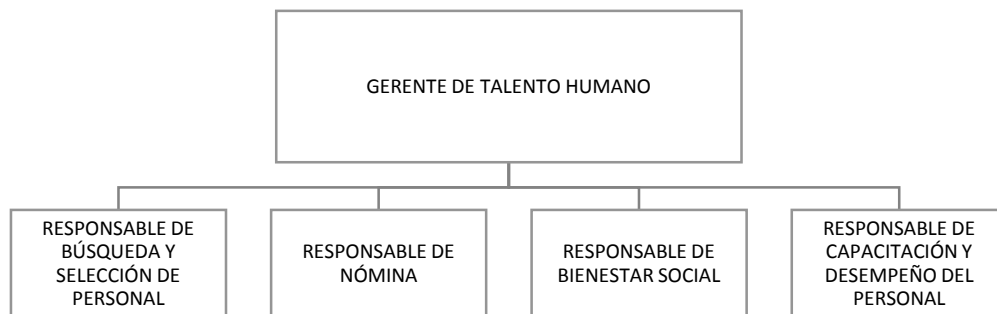 GERENTE DE TALENTO HUMANO
RESPONSABLE DE
BÚSQUEDA Y
SELECCIÓN DE
PERSONAL
RESPONSABLE DE
NÓMINA
RESPONSABLE DE
BIENESTAR SOCIAL
RESPONSABLE DE
CAPACITACIÓN Y
DESEMPEÑO DEL
PERSONAL